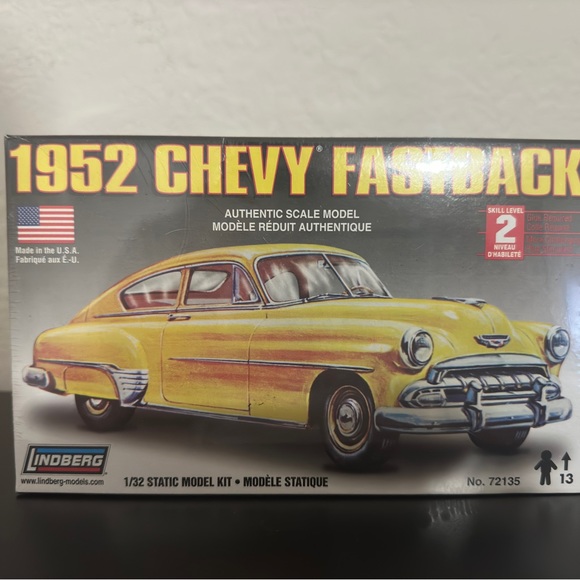 1952 CHEVY® FASTBACK
AUTHENTIC SCALE MODEL
MODÈLE RÉDUIT AUTHENTIQUE
Made in the U.S.A.
Fabriqué aux É.-U.
SKILL LEVEL
2
NIVEAU
D'HABILETÉ
LINDBERG
www.lindberg-models.com
1/32 STATIC MODEL KIT • MODÈLE STATIQUE
No. 72135
13